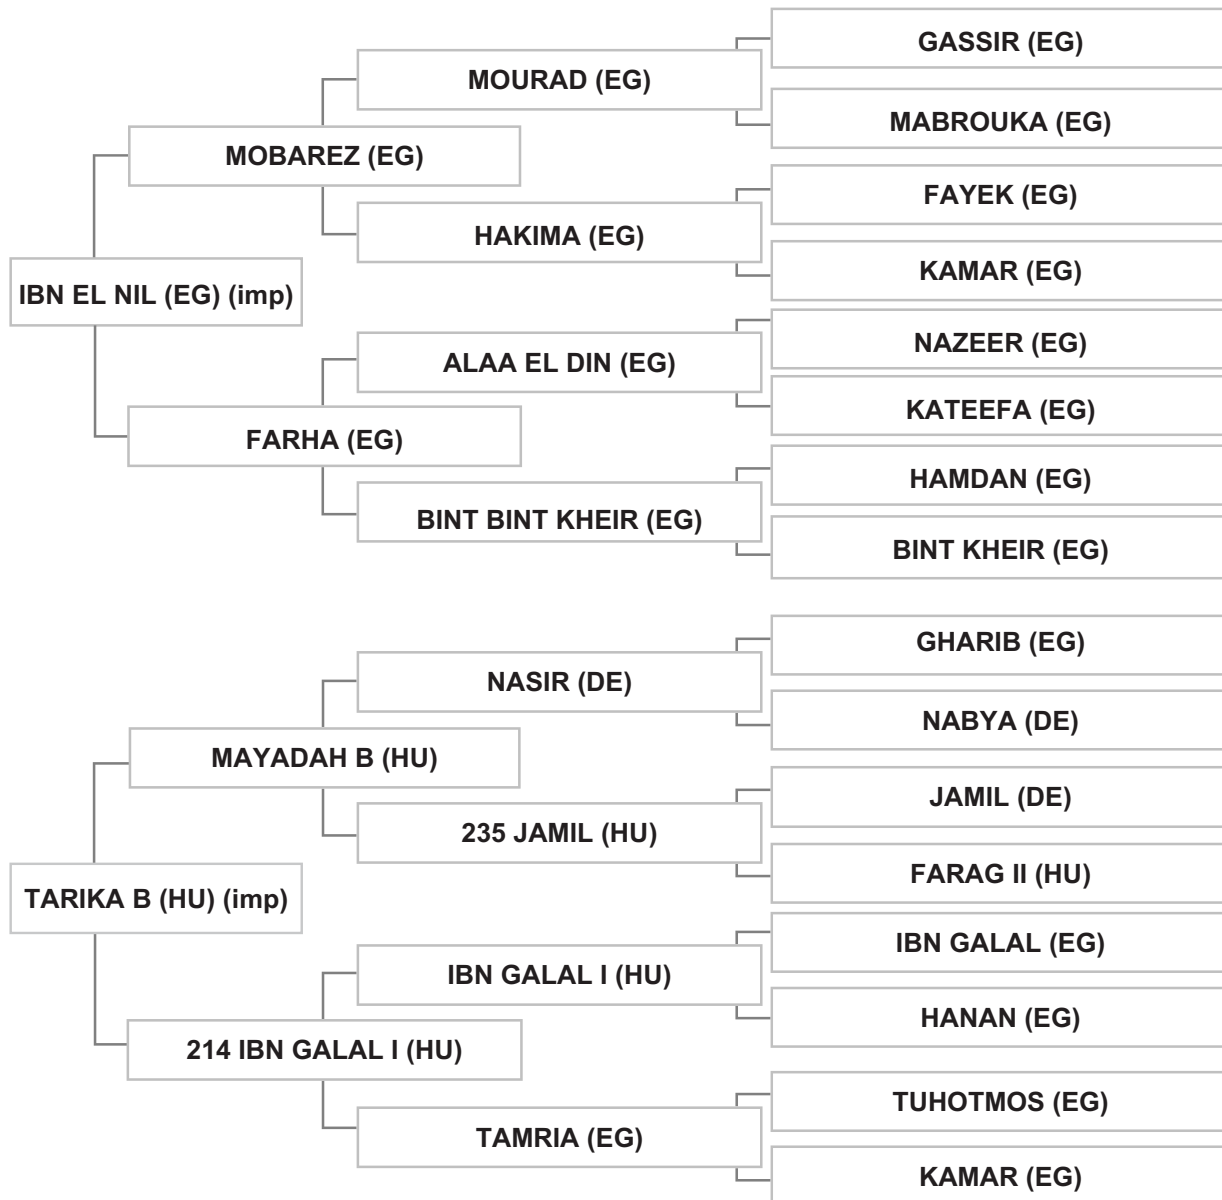 GASSIR (EG)
MOURAD (EG)
MABROUKA (EG)
MOBAREZ (EG)
FAYEK (EG)
HAKIMA (EG)
KAMAR (EG)
IBN EL NIL (EG) (imp)
NAZEER (EG)
ALAA EL DIN (EG)
KATEEFA (EG)
FARHA (EG)
HAMDAN (EG)
BINT BINT KHEIR (EG)
BINT KHEIR (EG)
GHARIB (EG)
NASIR (DE)
NABYA (DE)
MAYADAH B (HU)
JAMIL (DE)
235 JAMIL (HU)
FARAG II (HU)
TARIKA B (HU) (imp)
IBN GALAL (EG)
IBN GALAL I (HU)
HANAN (EG)
214 IBN GALAL I (HU)
TUHOTMOS (EG)
TAMRIA (EG)
KAMAR (EG)